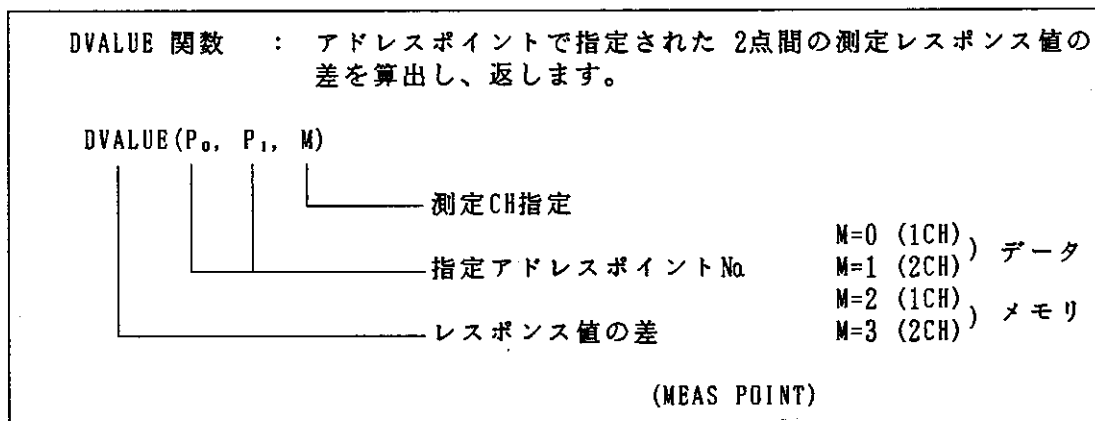 DVALUE 関数 : アドレスポイントで指定された 2点間の測定レスポンス値の
差を算出し、返します。
DVALUE(P₀, P₁, M)
測定CH指定
指定アドレスポイント№
レスポンス値の差
M=0 (1CH)
M=1 (2CH)) データ
M=2 (1CH)
M=3 (2CH)) メモリ
(MEAS POINT)